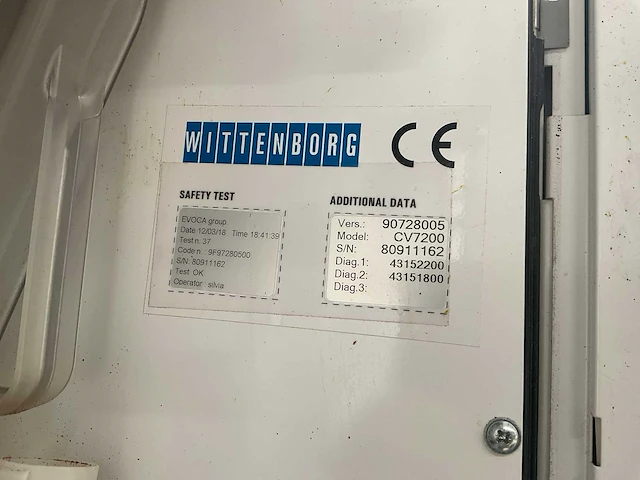 WITTENBORG CE
SAFETY TEST
EVOCA group
Date 12/03/18 Time 18:41:39
Test n. 37
Code n. 9F97280500
S/N: 80911162
Test OK
Operator silvia
ADDITIONAL DATA
Vers.: 90728005
Model: CV7200
S/N: 80911162
Diag.1: 43152200
Diag.2: 43151800
Diag.3: